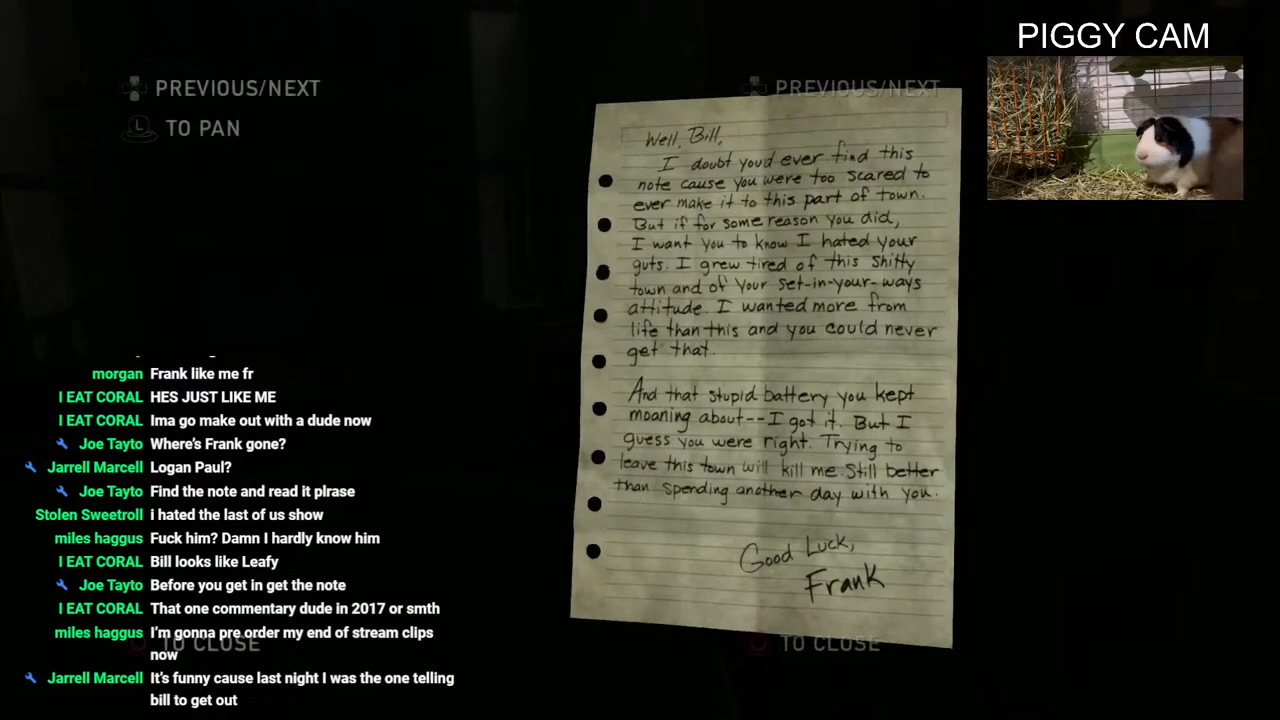 PIGGY CAM
PREVIOUS/NEXT
TO PAN
PREVIOUS/NEXT
Well, Bill,
I doubt you'd ever find this
note cause you were too scared to
ever make it to this part of town.
But if for some reason you did,
I want you to know I hated your
guts. I grew tired of this shitty
town and of your set-in-your-ways
attitude. I wanted more from
life than this and you could never
get that.
And that stupid battery you kept
moaning about--I got it. But I
guess you were right. Trying to
leave this town will kill me. Still better
than spending another day with you.
Good Luck,
Frank
morgan Frank like me fr
I EAT CORAL HES JUST LIKE ME
I EAT CORAL Ima go make out with a dude now
Joe Tayto Where's Frank gone?
Jarrell Marcell Logan Paul?
Joe Tayto Find the note and read it plrase
Stolen Sweetroll i hated the last of us show
miles haggus Fuck him? Damn I hardly know him
I EAT CORAL Bill looks like Leafy
Joe Tayto Before you get in get the note
I EAT CORAL That one commentary dude in 2017 or smth
miles haggus I'm gonna pre order my end of stream clips
now
Jarrell Marcell It's funny cause last night I was the one telling
bill to get out
TO CLOSE
TO CLOSE